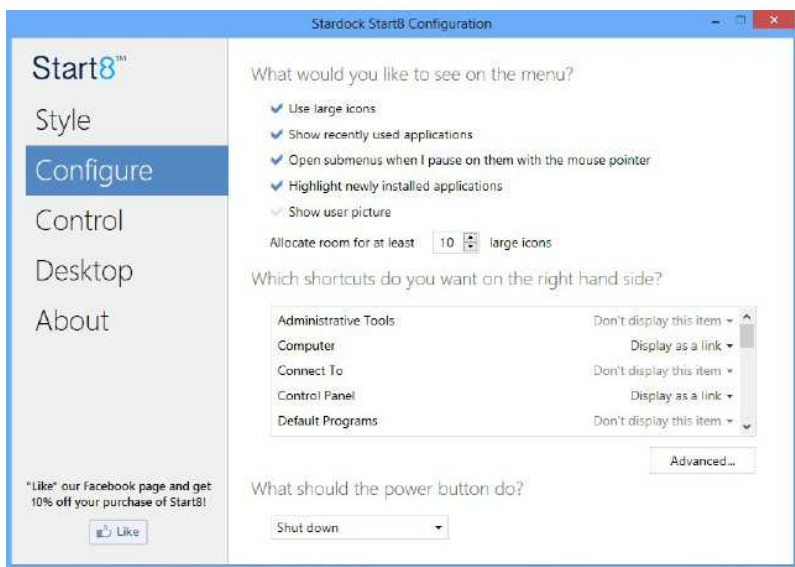 Stardock Start8 Configuration
Start8™
Style
Configure
Control
Desktop
About
"Like" our Facebook page and get
10% off your purchase of Start8!
Like
What would you like to see on the menu?
Use large icons
Show recently used applications
Open submenus when I pause on them with the mouse pointer
Highlight newly installed applications
Show user picture
Allocate room for at least 10 large icons
Which shortcuts do you want on the right hand side?
Administrative Tools Don't display this item
Computer Display as a link
Connect To Don't display this item
Control Panel Display as a link
Default Programs Don't display this item
Advanced...
What should the power button do?
Shut down